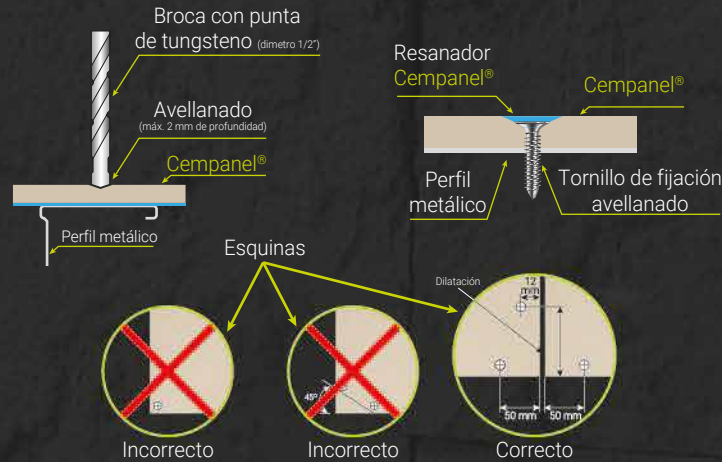 Broca con punta
de tungsteno (dimetro 1/2")
Avellanado
(máx. 2 mm de profundidad)
Cempanel®
Perfil metálico
Resanador
Cempanel®
Cempanel®
Perfil
metálico
Tornillo de fijación
avellanado
Esquinas
45º
Dilatación
12
mm
50 mm
50 mm
Incorrecto
Incorrecto
Correcto